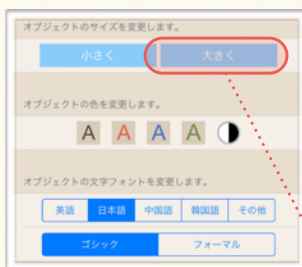 オブジェクトのサイズを変更します。
小さく 大きく
オブジェクトの色を変更します。
A A A A
オブジェクトの文字フォントを変更します。
英語 日本語 中国語 韓国語 その他
ゴシック フォーマル